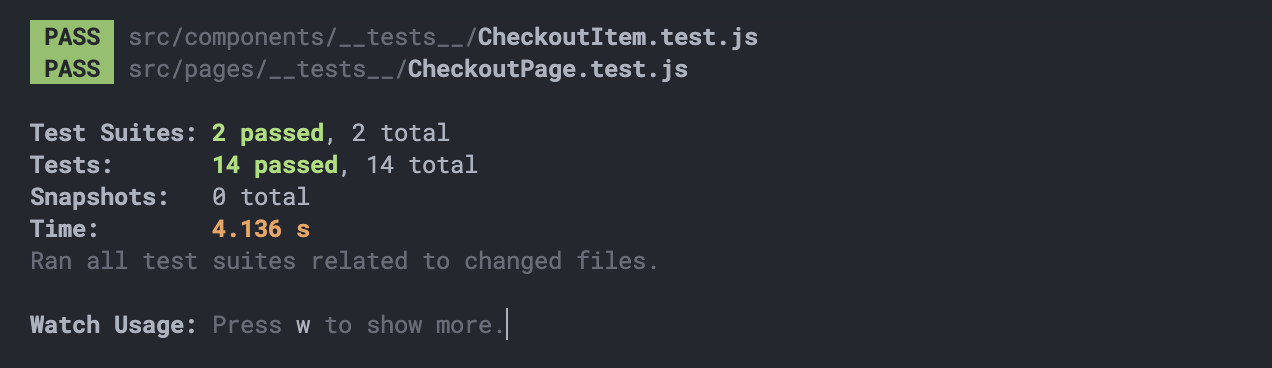 PASS src/components/__tests__/CheckoutItem.test.js
PASS src/pages/__tests__/CheckoutPage.test.js
Test Suites: 2 passed, 2 total
Tests: 14 passed, 14 total
Snapshots: 0 total
Time: 4.136 s
Ran all test suites related to changed files.
Watch Usage: Press w to show more.